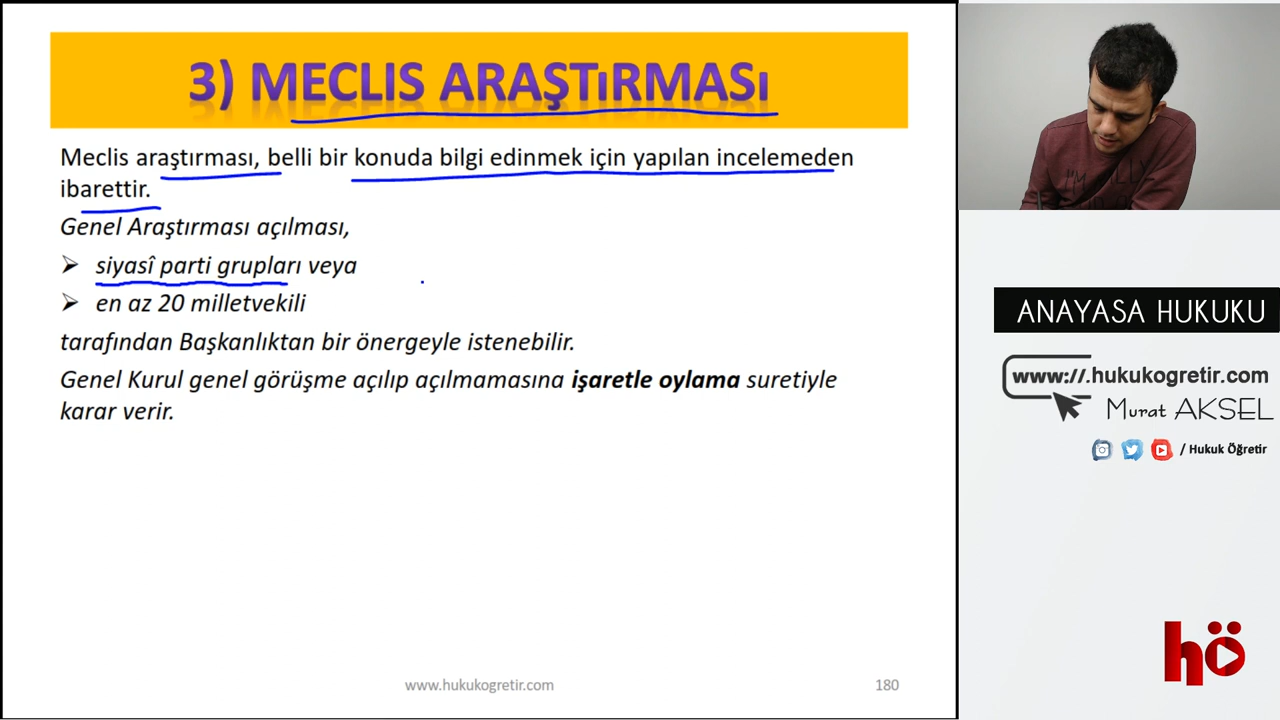 3) MECLIS ARAŞTıRMASı
Meclis araştırması, belli bir konuda bilgi edinmek için yapılan incelemeden
ibarettir.
Genel Araştırması açılması,
➢ siyasî parti grupları veya
➢ en az 20 milletvekili
tarafından Başkanlıktan bir önergeyle istenebilir.
Genel Kurul genel görüşme açılıp açılmamasına işaretle oylama suretiyle
karar verir.
www.hukukogretir.com
180
ANAYASA HUKUKU
www://.hukukogretir.com
Murat AKSEL
/ Hukuk Öğretir
hö